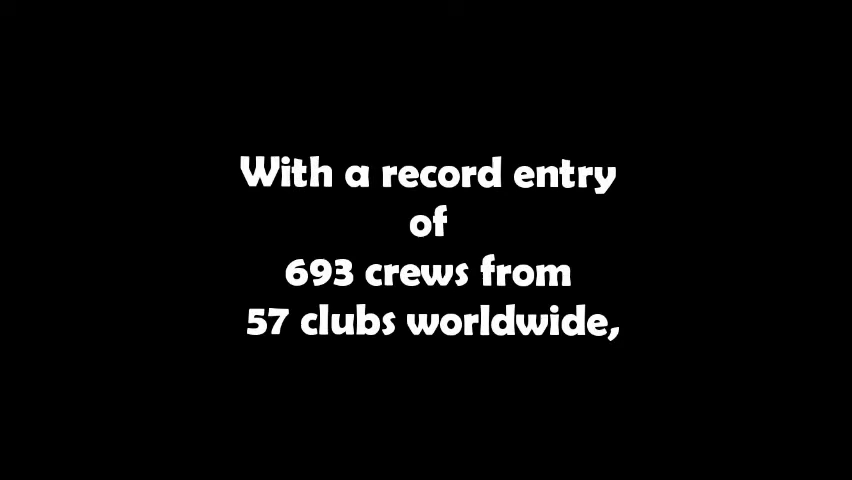 With a record entry
of
693 crews from
57 clubs worldwide,